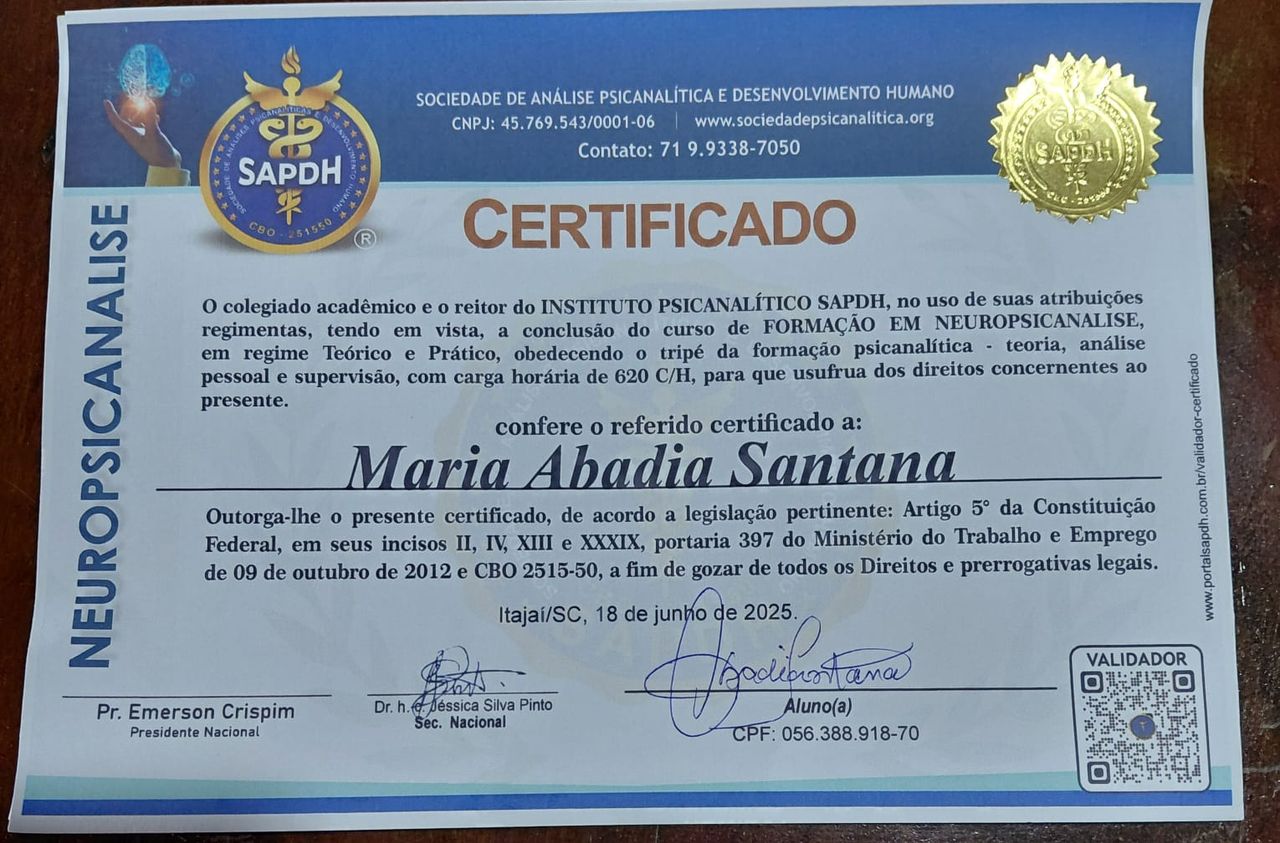 SOCIEDADE DE ANÁLISE PSICANALÍTICA E DESENVOLVIMENTO HUMANO
CNPJ: 45.769.543/0001-06 | www.sociedadepsicanalitica.org
Contato: 71 9.9338-7050
SAPDH
CBO - 251550
®
SAPDH
CERTIFICADO
NEUROPSICANALISE
O colegiado acadêmico e o reitor do INSTITUTO PSICANALÍTICO SAPDH, no uso de suas atribuições
regimentas, tendo em vista, a conclusão do curso de FORMAÇÃO EM NEUROPSICANALISE,
em regime Teórico e Prático, obedecendo o tripé da formação psicanalítica - teoria, análise
pessoal e supervisão, com carga horária de 620 C/H, para que usufrua dos direitos concernentes ao
presente.
confere o referido certificado a:
Maria Abadia Santana
Outorga-lhe o presente certificado, de acordo a legislação pertinente: Artigo 5° da Constituição
Federal, em seus incisos II, IV, XIII e XXXIX, portaria 397 do Ministério do Trabalho e Emprego
de 09 de outubro de 2012 e CBO 2515-50, a fim de gozar de todos os Direitos e prerrogativas legais.
Itajaí/SC, 18 de junho de 2025.
Pr. Emerson Crispim
Presidente Nacional
Dr. h. Jéssica Silva Pinto
Sec. Nacional
Aluno(a)
CPF: 056.388.918-70
VALIDADOR
www.portalsapdh.com.br/validador-certificado